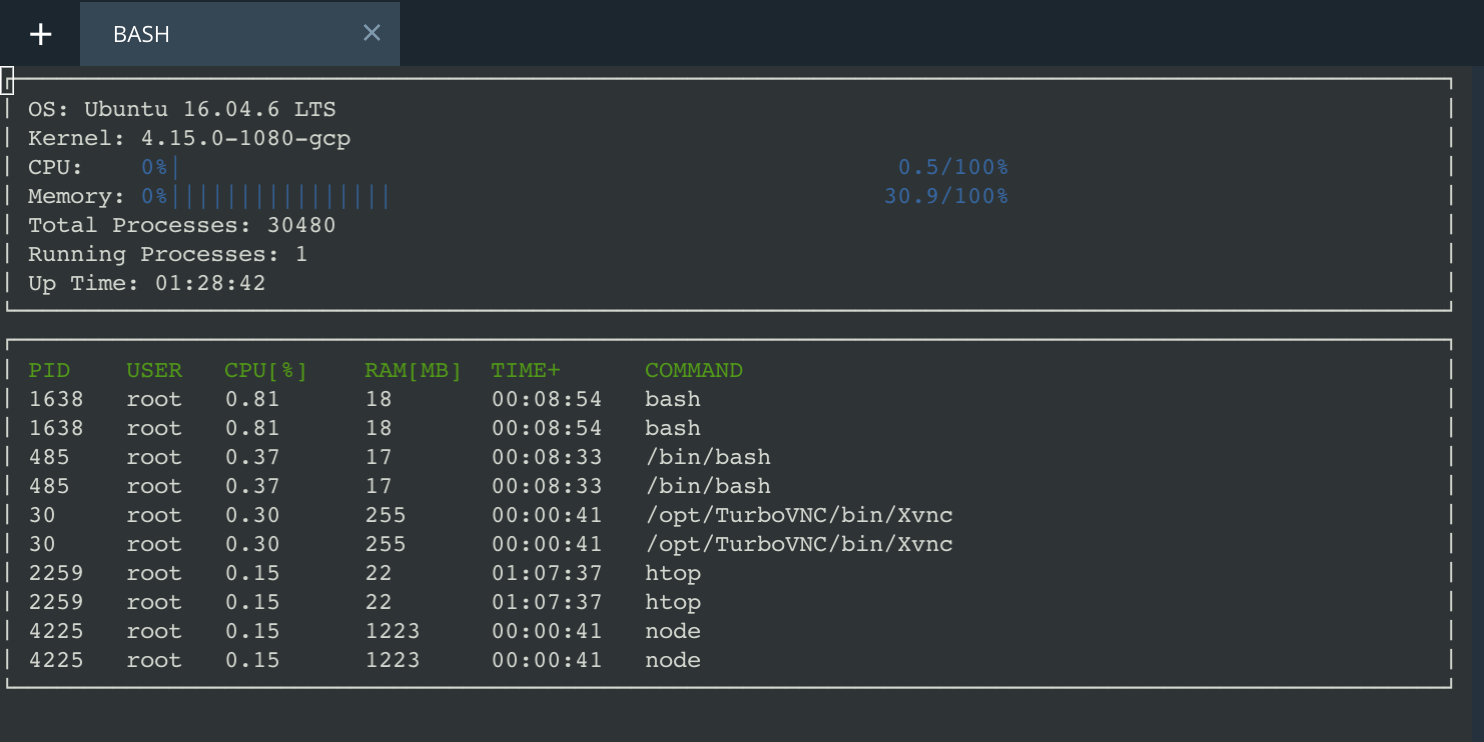 + BASH ×
OS: Ubuntu 16.04.6 LTS
Kernel: 4.15.0-1080-gcp
CPU: 0%| 0.5/100%
Memory: 0%|||||||||||||||| 30.9/100%
Total Processes: 30480
Running Processes: 1
Up Time: 01:28:42
PID USER CPU[%] RAM[MB] TIME+ COMMAND
1638 root 0.81 18 00:08:54 bash
1638 root 0.81 18 00:08:54 bash
485 root 0.37 17 00:08:33 /bin/bash
485 root 0.37 17 00:08:33 /bin/bash
30 root 0.30 255 00:00:41 /opt/TurboVNC/bin/Xvnc
30 root 0.30 255 00:00:41 /opt/TurboVNC/bin/Xvnc
2259 root 0.15 22 01:07:37 htop
2259 root 0.15 22 01:07:37 htop
4225 root 0.15 1223 00:00:41 node
4225 root 0.15 1223 00:00:41 node